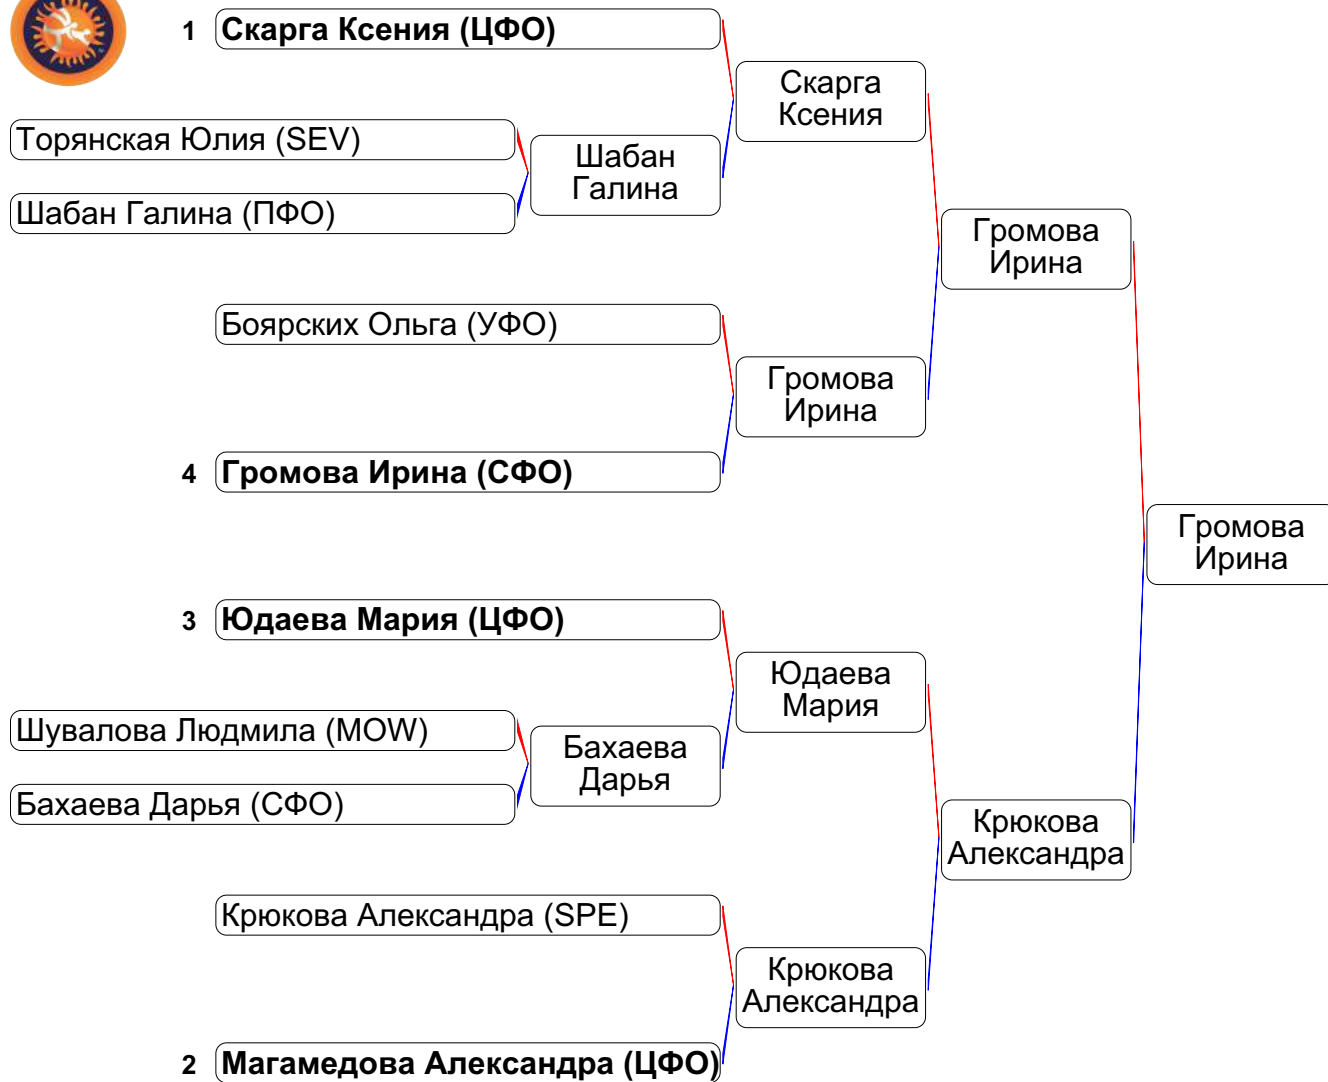 1 Скарга Ксения (ЦФО)
Скарга
Ксения
Торянская Юлия (SEV)
Шабан
Галина
Шабан Галина (ПФО)
Громова
Ирина
Боярских Ольга (УФО)
Громова
Ирина
4 Громова Ирина (СФО)
Громова
Ирина
3 Юдаева Мария (ЦФО)
Юдаева
Мария
Шувалова Людмила (MOW)
Бахаева
Дарья
Бахаева Дарья (СФО)
Крюкова
Александра
Крюкова Александра (SPE)
Крюкова
Александра
2 Магамедова Александра (ЦФО)